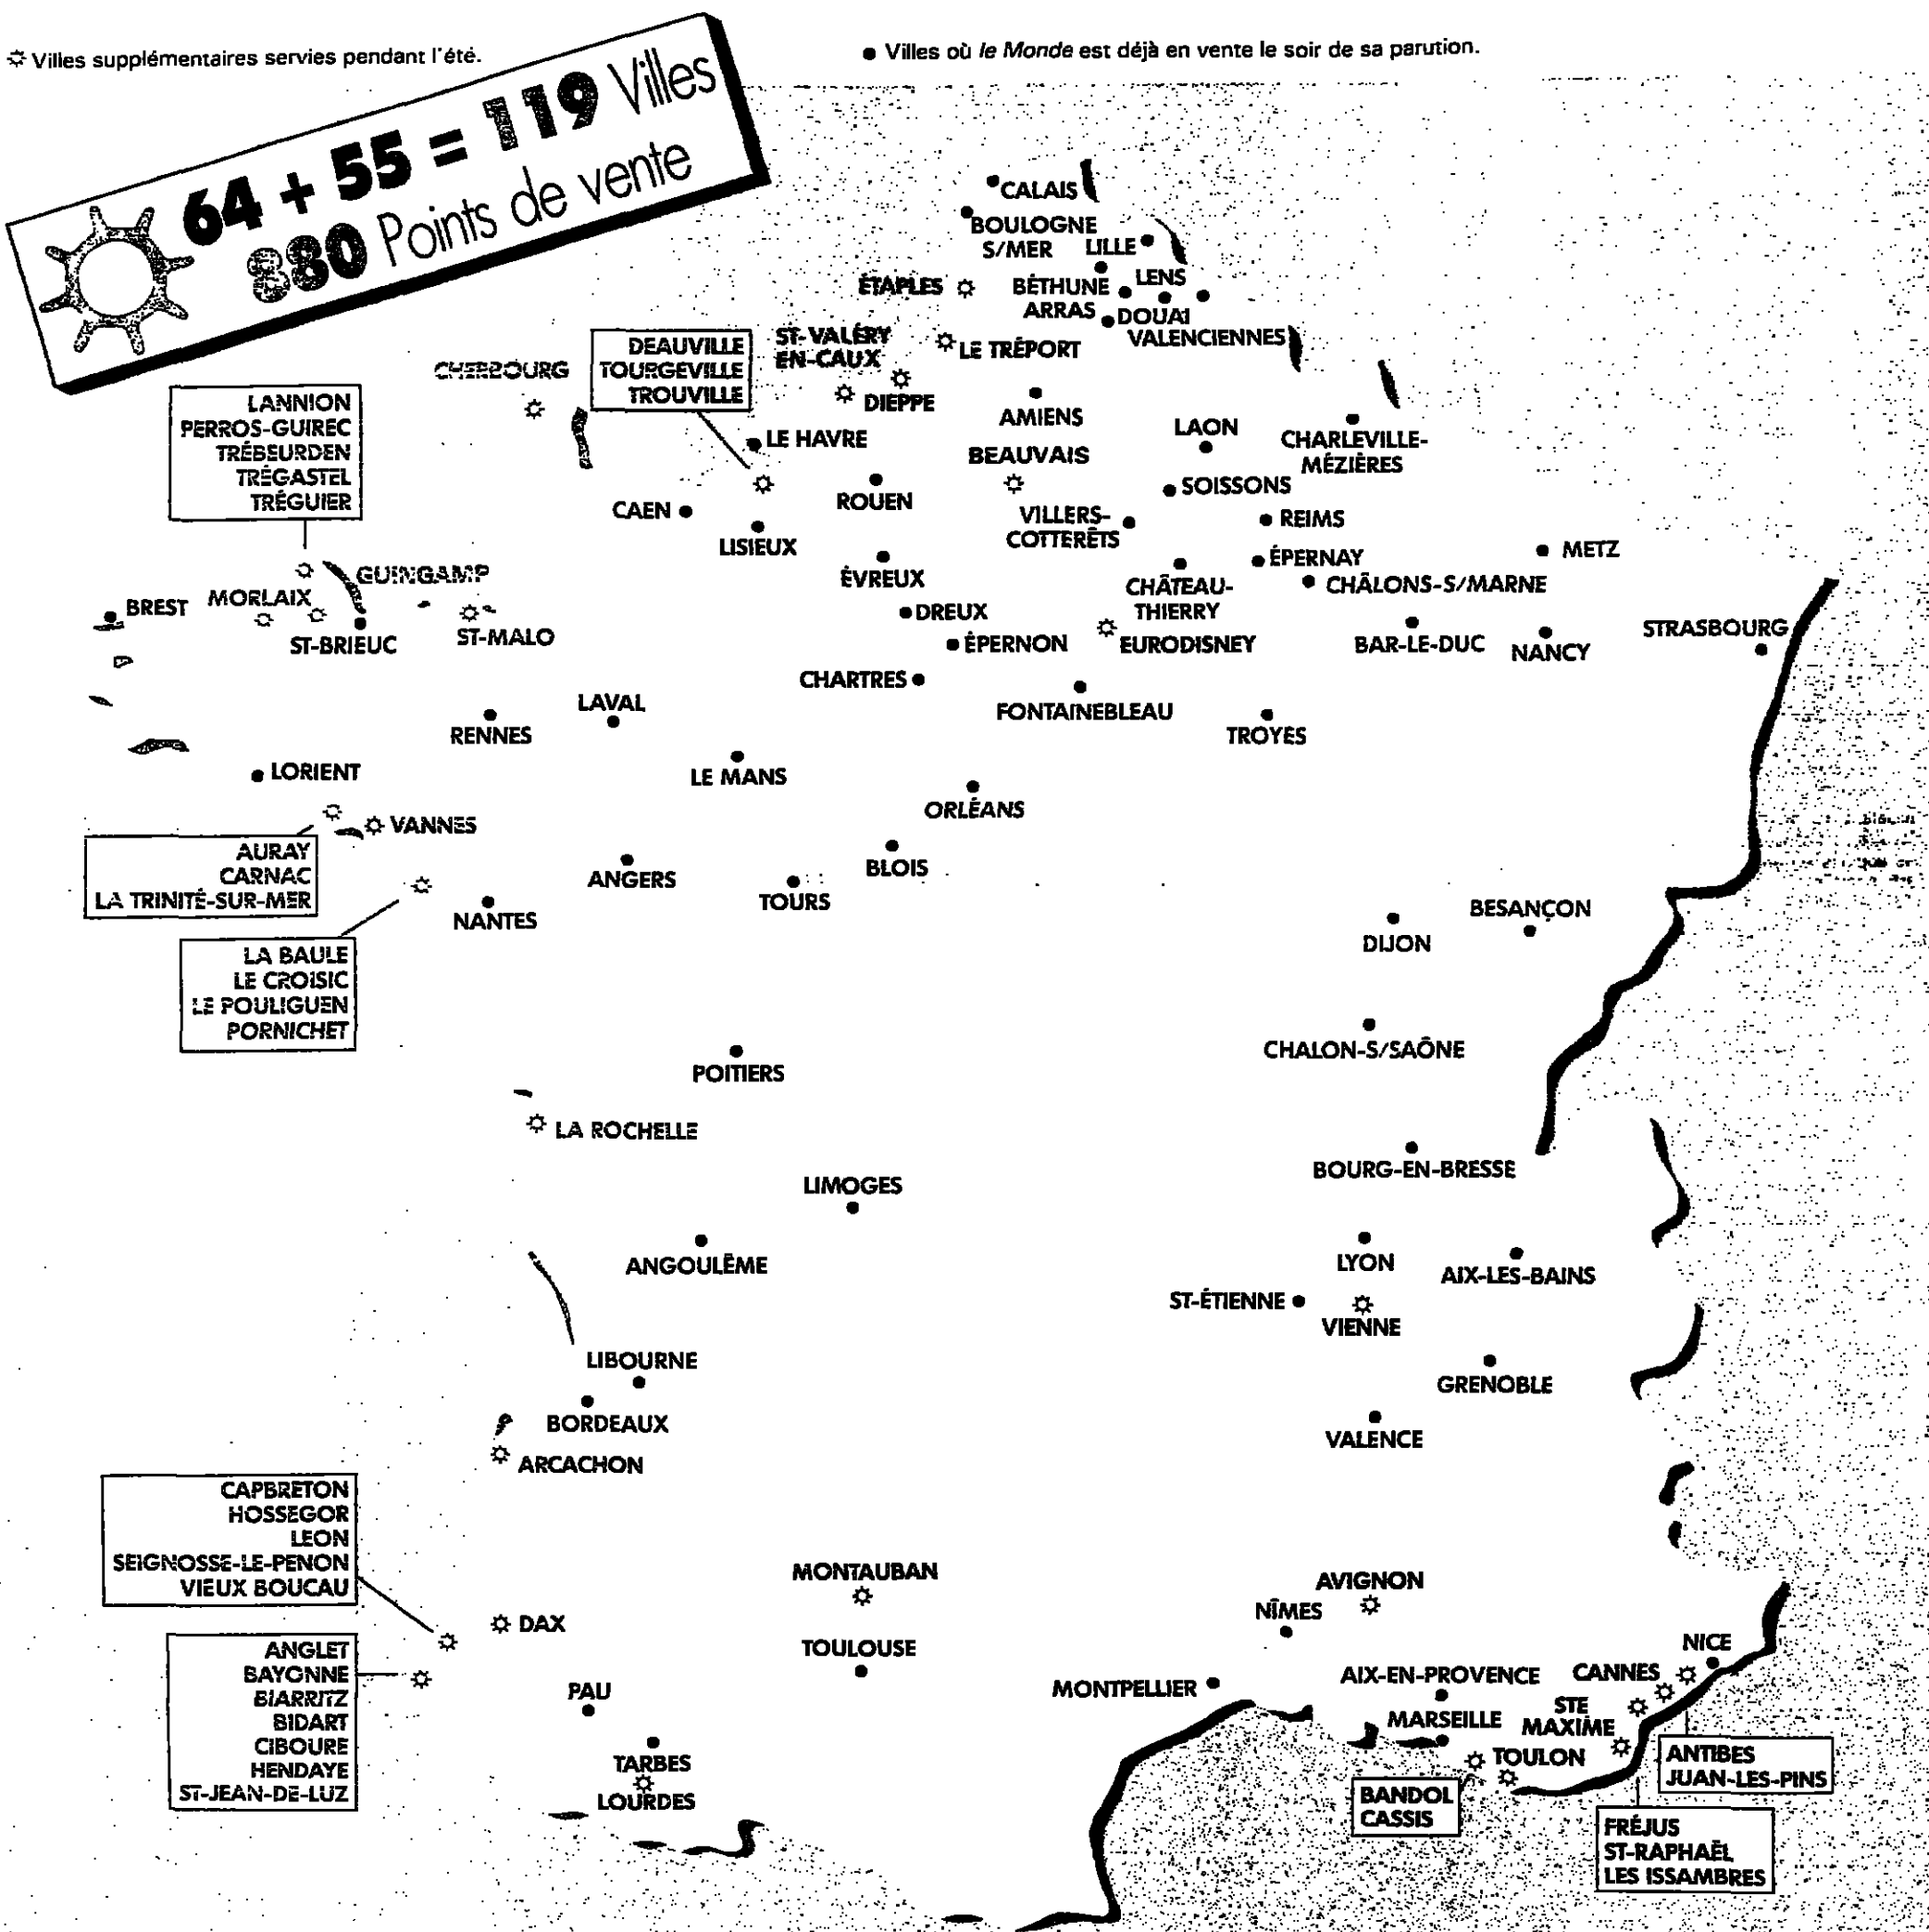 ☼ Villes supplémentaires servies pendant l'été.
● Villes où le Monde est déjà en vente le soir de sa parution.
64 + 55 = 119 Villes
880 Points de vente
CALAIS
BOULOGNE
S/MER
LILLE
ÉTAPLES
BÉTHUNE
LENS
ARRAS
DOUAI
VALENCIENNES
DEAUVILLE
TOURGEVILLE
TROUVILLE
ST-VALÉRY
EN-CAUX
LE TRÉPORT
CHERBOURG
DIEPPE
AMIENS
LANNION
PERROS-GUIREC
TRÉBEURDEN
TRÉGASTEL
TRÉGUIER
LE HAVRE
BEAUVAIS
LAON
CHARLEVILLE-
MÉZIÈRES
ROUEN
SOISSONS
CAEN
LISIEUX
VILLERS-
COTTERÊTS
REIMS
ÉVREUX
ÉPERNAY
METZ
CHÂTEAU-
THIERRY
CHÂLONS-S/MARNE
GUINGAMP
BREST
MORLAIX
ST-BRIEUC
ST-MALO
DREUX
ÉPERNON
EURODISNEY
BAR-LE-DUC
NANCY
STRASBOURG
CHARTRES
FONTAINEBLEAU
TROYES
LAVAL
RENNES
LE MANS
LORIENT
ORLÉANS
VANNES
AURAY
CARNAC
LA TRINITÉ-SUR-MER
ANGERS
TOURS
BLOIS
NANTES
LA BAULE
LE CROISIC
LE POULIGUEN
PORNICHET
DIJON
BESANÇON
CHALON-S/SAÔNE
POITIERS
LA ROCHELLE
BOURG-EN-BRESSE
LIMOGES
ANGOULÊME
LYON
AIX-LES-BAINS
ST-ÉTIENNE
VIENNE
LIBOURNE
GRENOBLE
BORDEAUX
VALENCE
ARCACHON
CAPBRETON
HOSSEGOR
LEON
SEIGNOSSE-LE-PENON
VIEUX BOUCAU
MONTAUBAN
AVIGNON
DAX
NÎMES
TOULOUSE
NICE
ANGLET
BAYONNE
BIARRITZ
BIDART
CIBOURE
HENDAYE
ST-JEAN-DE-LUZ
PAU
MONTPELLIER
AIX-EN-PROVENCE
CANNES
MARSEILLE
STE
MAXIME
TARBES
LOURDES
TOULON
ANTIBES
JUAN-LES-PINS
BANDOL
CASSIS
FRÉJUS
ST-RAPHAËL
LES ISSAMBRES